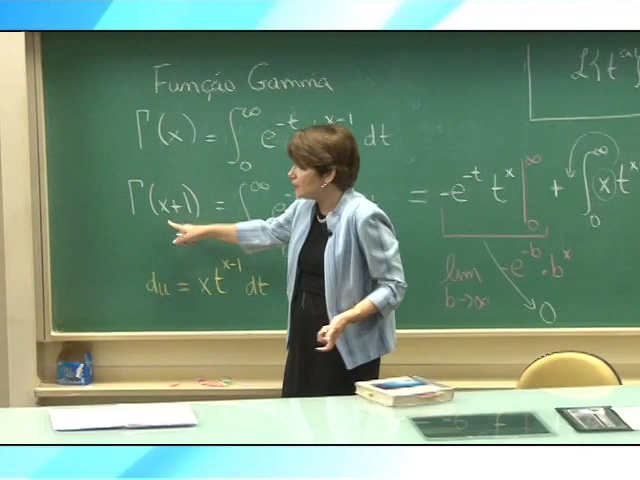 Função Gamma
ℒ{t
Γ(x) = ∫₀^∞ e^{-t} t^{x-1} dt
Γ(x+1) = ∫₀^∞ = -e^{-t} t^x |₀^∞ + ∫₀^∞ (x) t^x
du = x t^{x-1} dt
lim b→∞ -e^{-b} · b^x
0